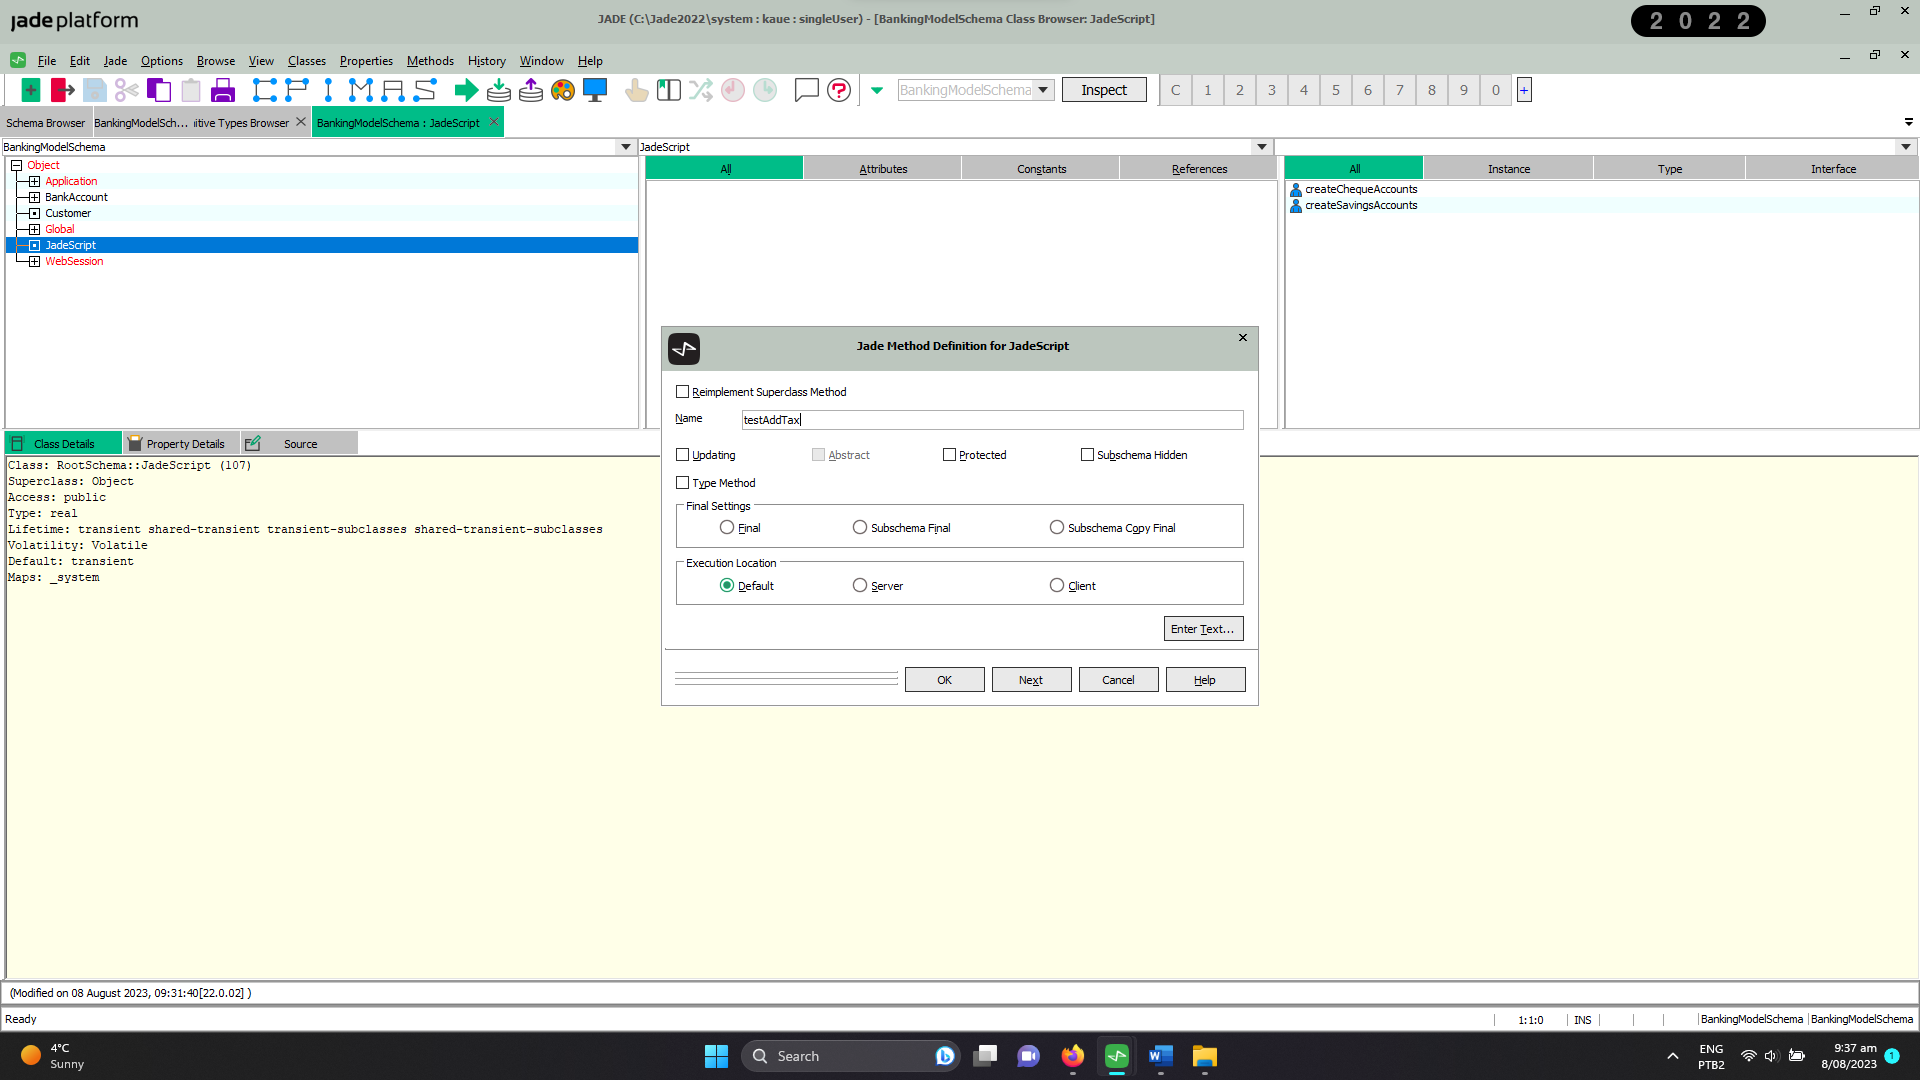 jade platform
JADE (C:\Jade2022\system : kaue : singleUser) - [BankingModelSchema Class Browser: JadeScript]
2 0 2 2
File Edit Jade Options Browse View Classes Properties Methods History Window Help
BankingModelSchema Inspect C 1 2 3 4 5 6 7 8 9 0 +
Schema Browser BankingModelSch... itive Types Browser BankingModelSchema : JadeScript
BankingModelSchema JadeScript
Object
Application
BankAccount
Customer
Global
JadeScript
WebSession
All Attributes Constants References
All Instance Type Interface
createChequeAccounts
createSavingsAccounts
Jade Method Definition for JadeScript
Reimplement Superclass Method
Name testAddTax
Updating Abstract Protected Subschema Hidden
Type Method
Final Settings
Final Subschema Final Subschema Copy Final
Execution Location
Default Server Client
Enter Text...
OK Next Cancel Help
Class Details Property Details Source
Class: RootSchema::JadeScript (107)
Superclass: Object
Access: public
Type: real
Lifetime: transient shared-transient transient-subclasses shared-transient-subclasses
Volatility: Volatile
Default: transient
Maps: _system
(Modified on 08 August 2023, 09:31:40[22.0.02] )
Ready 1:1:0 INS BankingModelSchema BankingModelSchema
4°C
Sunny
Search
ENG
PTB2
9:37 am
8/08/2023
1